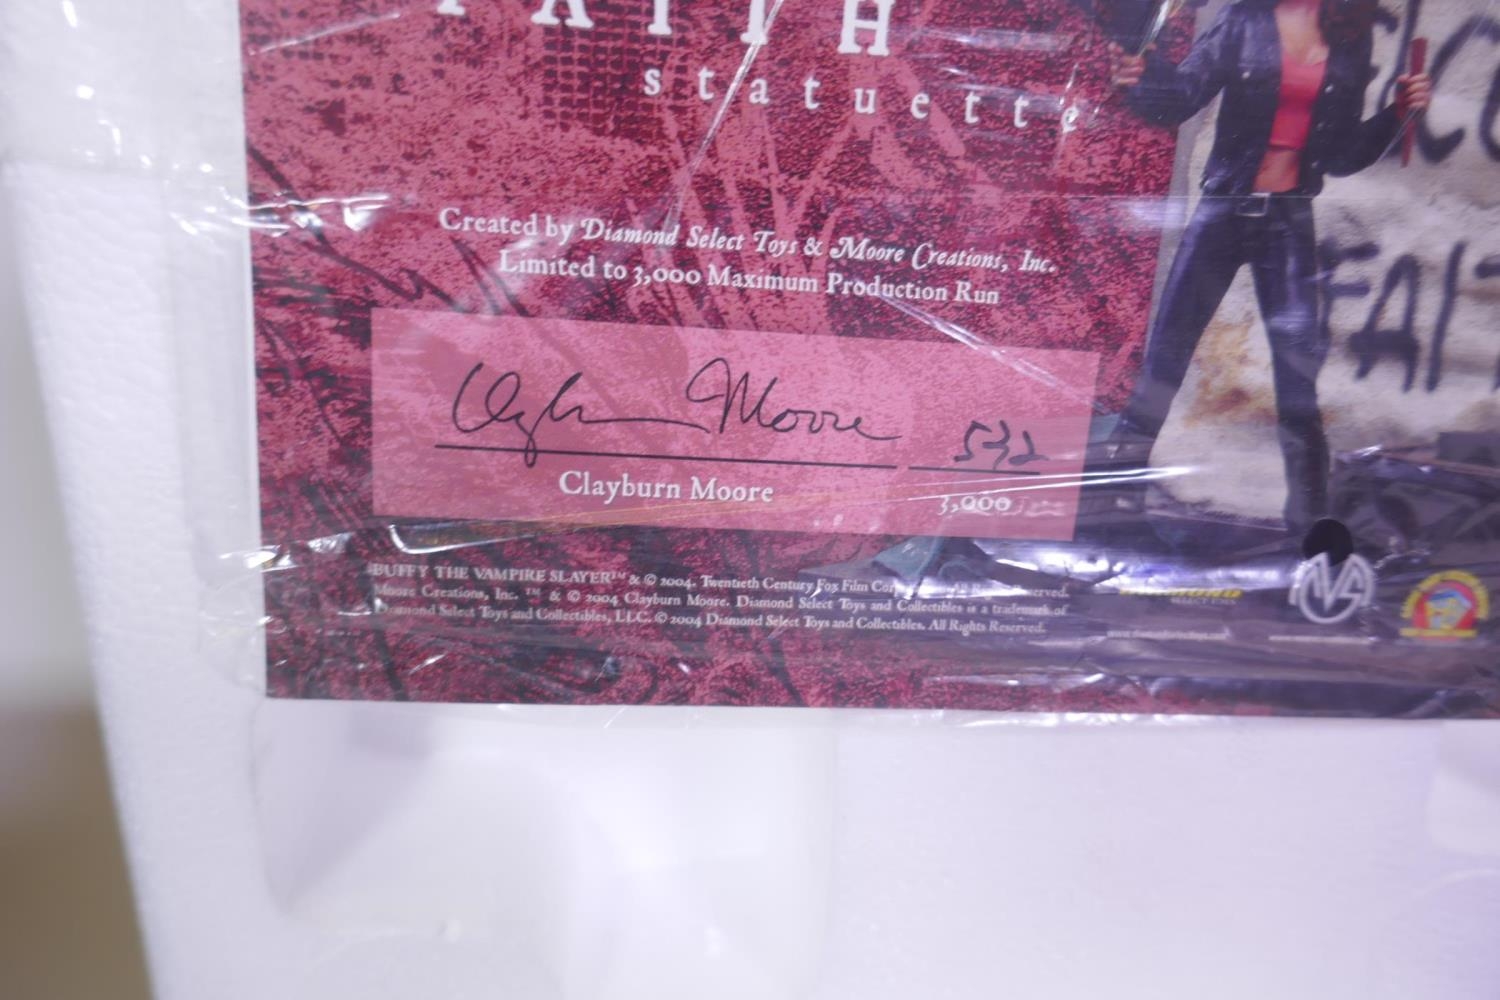 FAITH
statuette
Created by Diamond Select Toys & Moore Creations, Inc.
Limited to 3,000 Maximum Production Run
Clayburn Moore 532
Clayburn Moore 3,000
BUFFY THE VAMPIRE SLAYER™ & © 2004. Twentieth Century Fox Film All Reserved.
Moore Creations, Inc. ™ & © 2004 Clayburn Moore. Diamond Select Toys and Collectibles is a trademark of
Diamond Select Toys and Collectibles, LLC. © 2004 Diamond Select Toys and Collectibles. All Rights Reserved.
FAIT